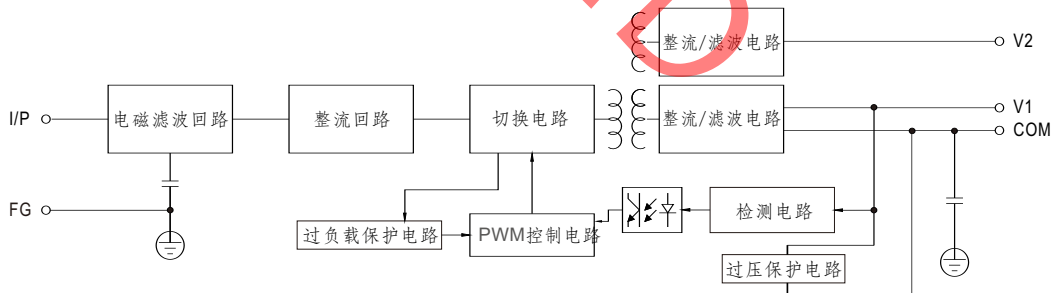 整流/滤波电路
V2
I/P
电磁滤波回路
整流回路
切换电路
整流/滤波电路
V1
COM
FG
过负载保护电路
PWM控制电路
检测电路
过压保护电路